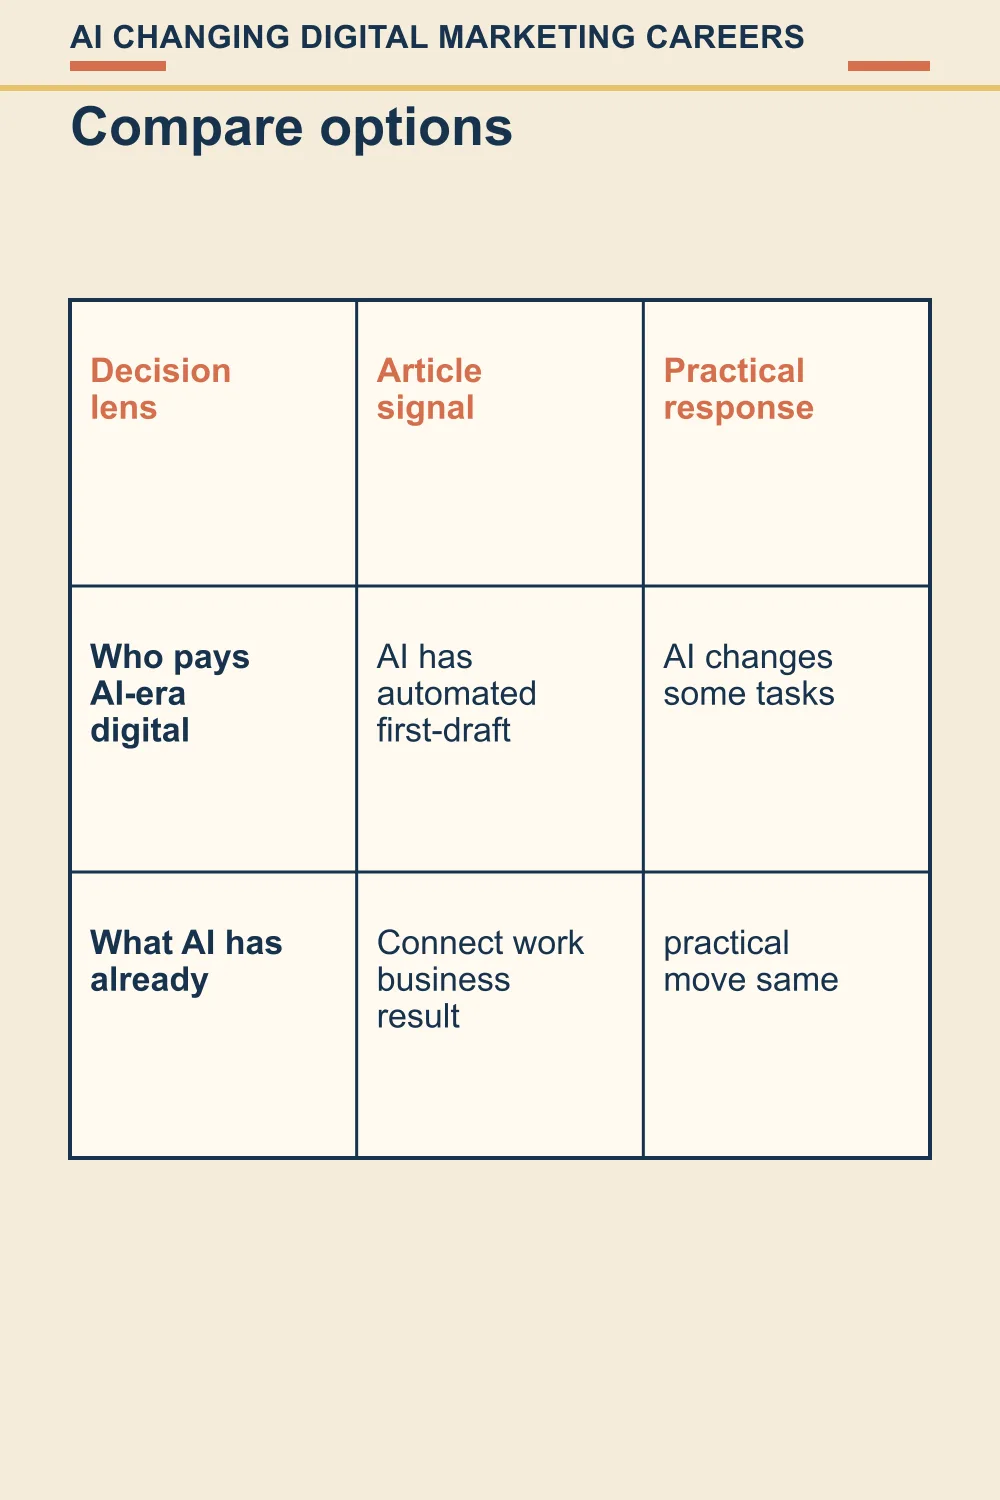 AI CHANGING DIGITAL MARKETING CAREERS
Compare options
Decision
lens
Article
signal
Practical
response
Who pays
AI-era
digital
AI has
automated
first-draft
AI changes
some tasks
What AI has
already
Connect work
business
result
practical
move same